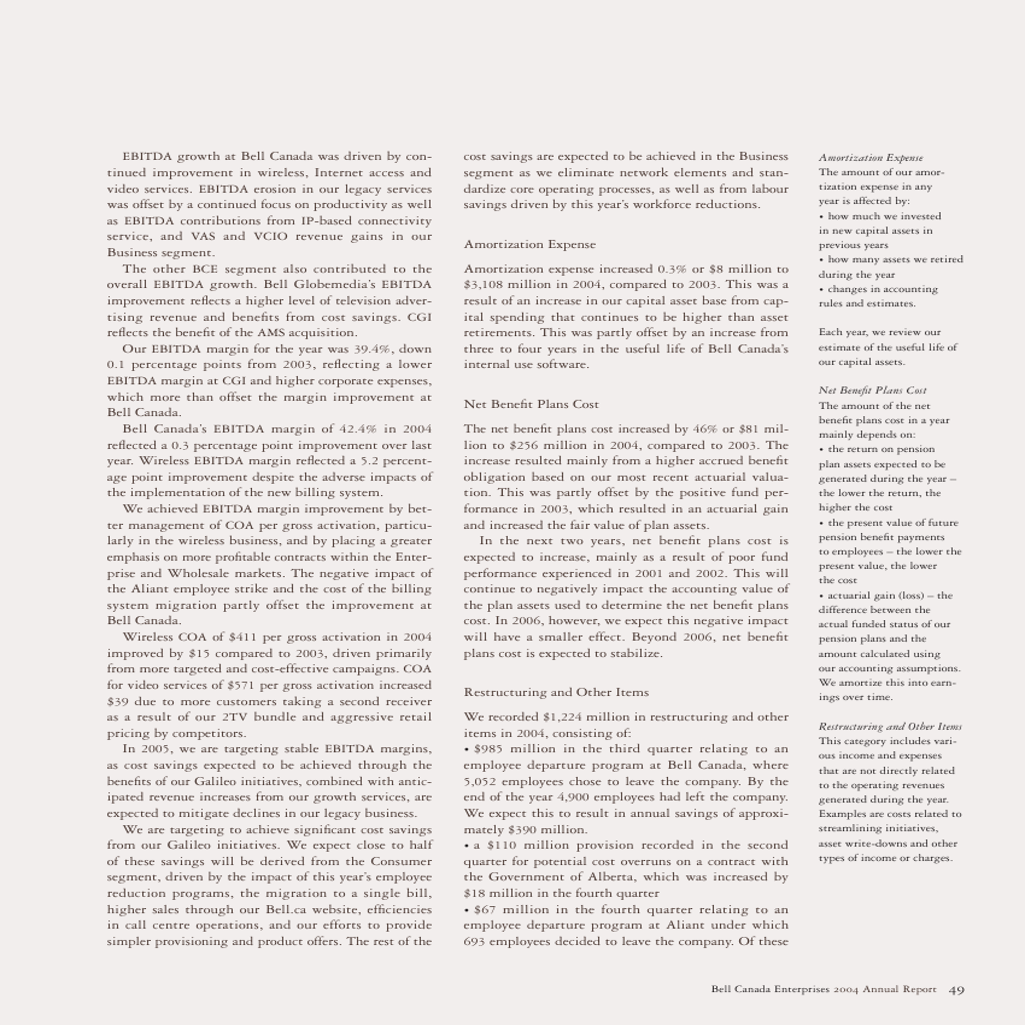 EBITDA growth at Bell Canada was driven by con-
tinued improvement in wireless, Internet access and
video services. EBITDA erosion in our legacy services
was offset by a continued focus on productivity as well
as EBITDA contributions from IP-based connectivity
service, and VAS and VCIO revenue gains in our
Business segment.
The other BCE segment also contributed to the
overall EBITDA growth. Bell Globemedia's EBITDA
improvement reflects a higher level of television adver-
tising revenue and benefits from cost savings. CGI
reflects the benefit of the AMS acquisition.
Our EBITDA margin for the year was 39.4%, down
0.1 percentage points from 2003, reflecting a lower
EBITDA margin at CGI and higher corporate expenses,
which more than offset the margin improvement at
Bell Canada.
Bell Canada's EBITDA margin of 42.4% in 2004
reflected a 0.3 percentage point improvement over last
year. Wireless EBITDA margin reflected a 5.2 percent-
age point improvement despite the adverse impacts of
the implementation of the new billing system.
We achieved EBITDA margin improvement by bet-
ter management of COA per gross activation, particu-
larly in the wireless business, and by placing a greater
emphasis on more profitable contracts within the Enter-
prise and Wholesale markets. The negative impact of
the Aliant employee strike and the cost of the billing
system migration partly offset the improvement at
Bell Canada.
Wireless COA of $411 per gross activation in 2004
improved by $15 compared to 2003, driven primarily
from more targeted and cost-effective campaigns. COA
for video services of $571 per gross activation increased
$39 due to more customers taking a second receiver
as a result of our 2TV bundle and aggressive retail
pricing by competitors.
In 2005, we are targeting stable EBITDA margins,
as cost savings expected to be achieved through the
benefits of our Galileo initiatives, combined with antic-
ipated revenue increases from our growth services, are
expected to mitigate declines in our legacy business.
We are targeting to achieve significant cost savings
from our Galileo initiatives. We expect close to half
of these savings will be derived from the Consumer
segment, driven by the impact of this year's employee
reduction programs, the migration to a single bill,
higher sales through our Bell.ca website, efficiencies
in call centre operations, and our efforts to provide
simpler provisioning and product offers. The rest of the
cost savings are expected to be achieved in the Business
segment as we eliminate network elements and stan-
dardize core operating processes, as well as from labour
savings driven by this year's workforce reductions.
Amortization Expense
Amortization expense increased 0.3% or $8 million to
$3,108 million in 2004, compared to 2003. This was a
result of an increase in our capital asset base from cap-
ital spending that continues to be higher than asset
retirements. This was partly offset by an increase from
three to four years in the useful life of Bell Canada's
internal use software.
Net Benefit Plans Cost
The net benefit plans cost increased by 46% or $81 mil-
lion to $256 million in 2004, compared to 2003. The
increase resulted mainly from a higher accrued benefit
obligation based on our most recent actuarial valua-
tion. This was partly offset by the positive fund per-
formance in 2003, which resulted in an actuarial gain
and increased the fair value of plan assets.
In the next two years, net benefit plans cost is
expected to increase, mainly as a result of poor fund
performance experienced in 2001 and 2002. This will
continue to negatively impact the accounting value of
the plan assets used to determine the net benefit plans
cost. In 2006, however, we expect this negative impact
will have a smaller effect. Beyond 2006, net benefit
plans cost is expected to stabilize.
Restructuring and Other Items
We recorded $1,224 million in restructuring and other
items in 2004, consisting of:
• $985 million in the third quarter relating to an
employee departure program at Bell Canada, where
5,052 employees chose to leave the company. By the
end of the year 4,900 employees had left the company.
We expect this to result in annual savings of approxi-
mately $390 million.
• a $110 million provision recorded in the second
quarter for potential cost overruns on a contract with
the Government of Alberta, which was increased by
$18 million in the fourth quarter
• $67 million in the fourth quarter relating to an
employee departure program at Aliant under which
693 employees decided to leave the company. Of these
Amortization Expense
The amount of our amor-
tization expense in any
year is affected by:
• how much we invested
in new capital assets in
previous years
• how many assets we retired
during the year
• changes in accounting
rules and estimates.
Each year, we review our
estimate of the useful life of
our capital assets.
Net Benefit Plans Cost
The amount of the net
benefit plans cost in a year
mainly depends on:
• the return on pension
plan assets expected to be
generated during the year –
the lower the return, the
higher the cost
• the present value of future
pension benefit payments
to employees – the lower the
present value, the lower
the cost
• actuarial gain (loss) – the
difference between the
actual funded status of our
pension plans and the
amount calculated using
our accounting assumptions.
We amortize this into earn-
ings over time.
Restructuring and Other Items
This category includes vari-
ous income and expenses
that are not directly related
to the operating revenues
generated during the year.
Examples are costs related to
streamlining initiatives,
asset write-downs and other
types of income or charges.
Bell Canada Enterprises 2004 Annual Report 49